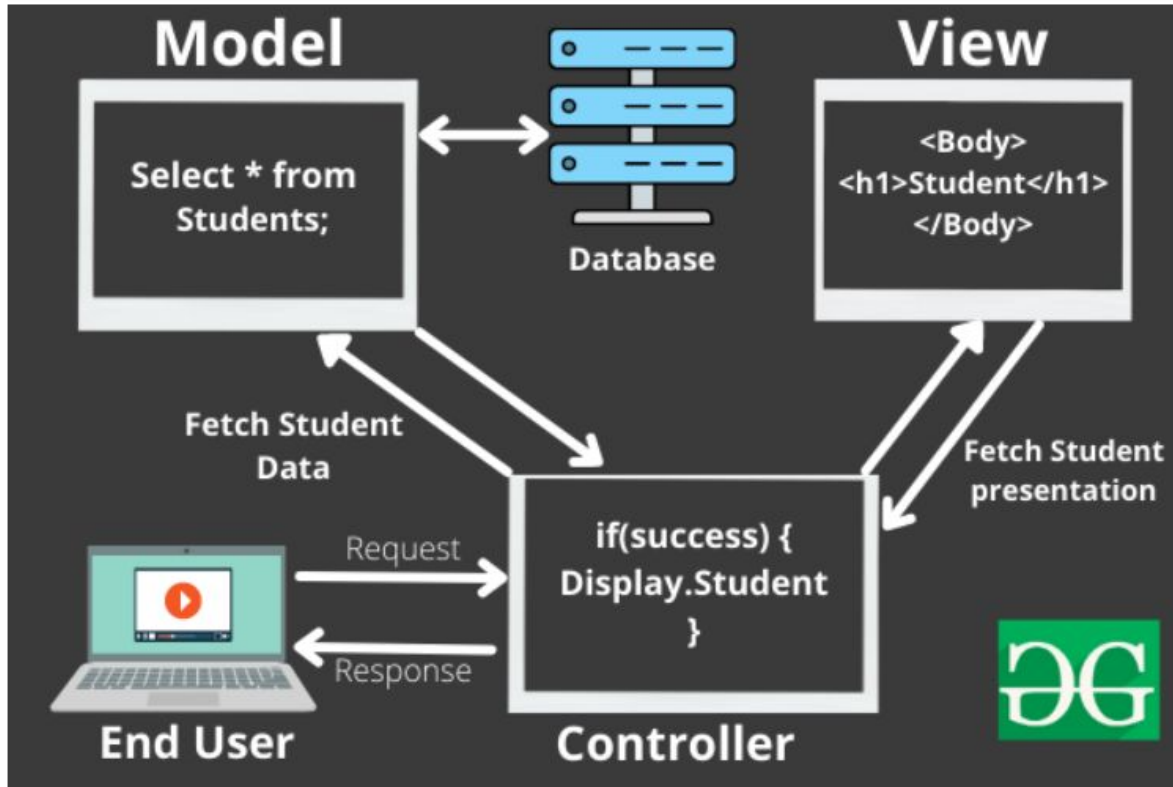 Model
View
Select * from
Students;
Database
<Body>
<h1>Student</h1>
</Body>
Fetch Student
Data
Fetch Student
presentation
Request
Response
if(success) {
Display.Student
}
End User
Controller